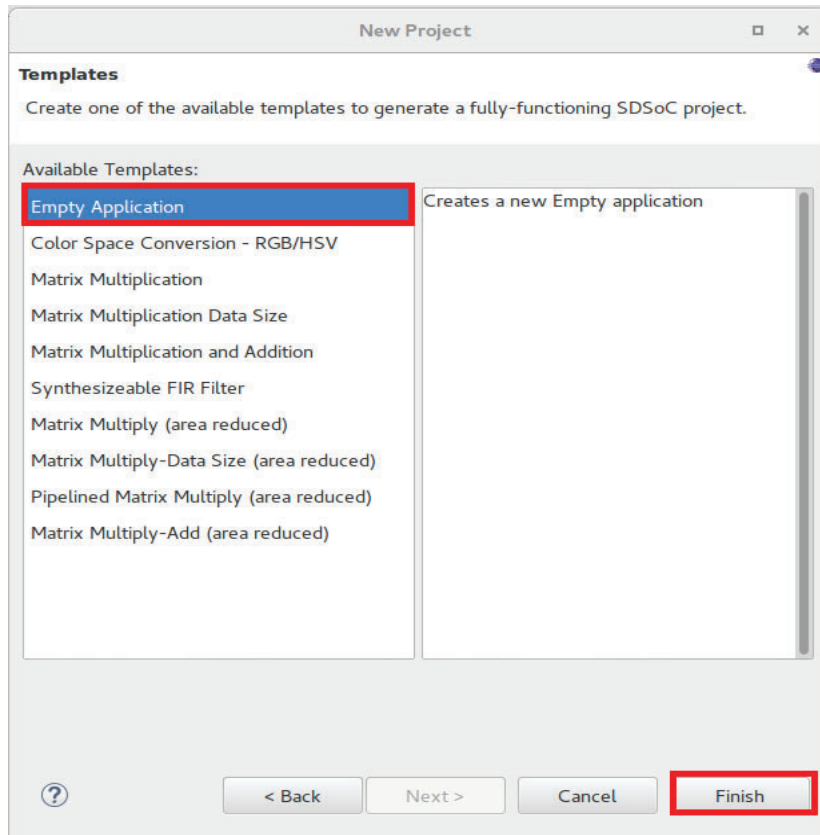 New Project
Templates
Create one of the available templates to generate a fully-functioning SDSoC project.
Available Templates:
Empty Application
Creates a new Empty application
Color Space Conversion - RGB/HSV
Matrix Multiplication
Matrix Multiplication Data Size
Matrix Multiplication and Addition
Synthesizeable FIR Filter
Matrix Multiply (area reduced)
Matrix Multiply-Data Size (area reduced)
Pipelined Matrix Multiply (area reduced)
Matrix Multiply-Add (area reduced)
? < Back Next > Cancel Finish